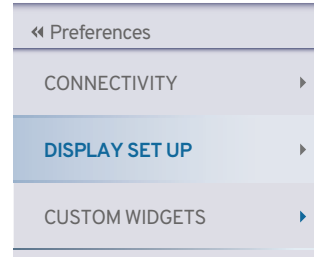 Preferences
CONNECTIVITY
DISPLAY SET UP
CUSTOM WIDGETS